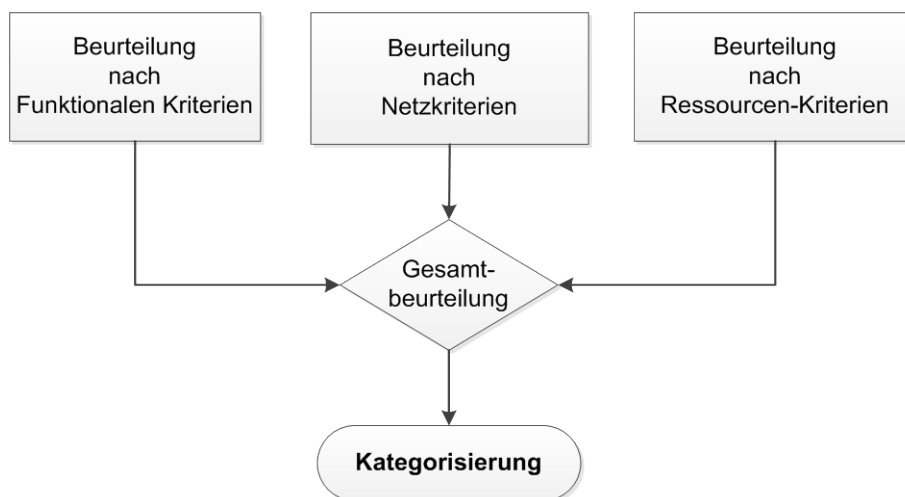 Beurteilung
nach
Funktionalen Kriterien
Beurteilung
nach
Netzkriterien
Beurteilung
nach
Ressourcen-Kriterien
Gesamt-
beurteilung
Kategorisierung